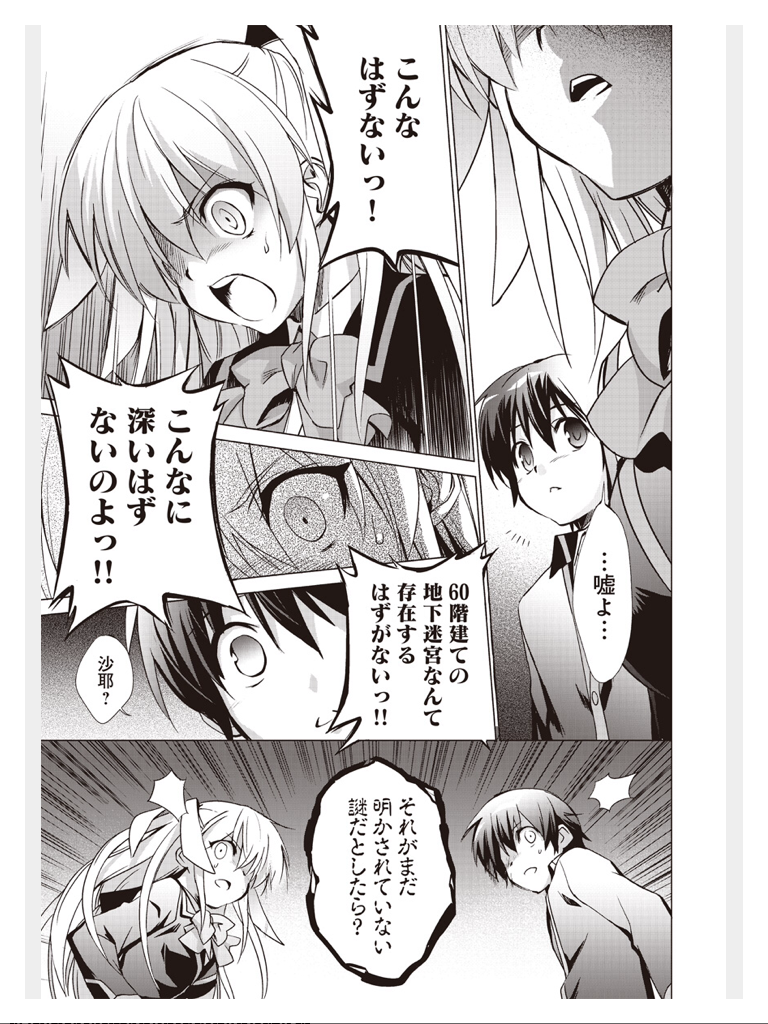 …嘘よ…
こんな
はずないっ！
こんなに
深いはず
ないのよっ！！
60階建ての
地下迷宮なんて
存在する
はずがないっ！！
沙耶？
それがまだ
明かされていない
謎だとしたら？